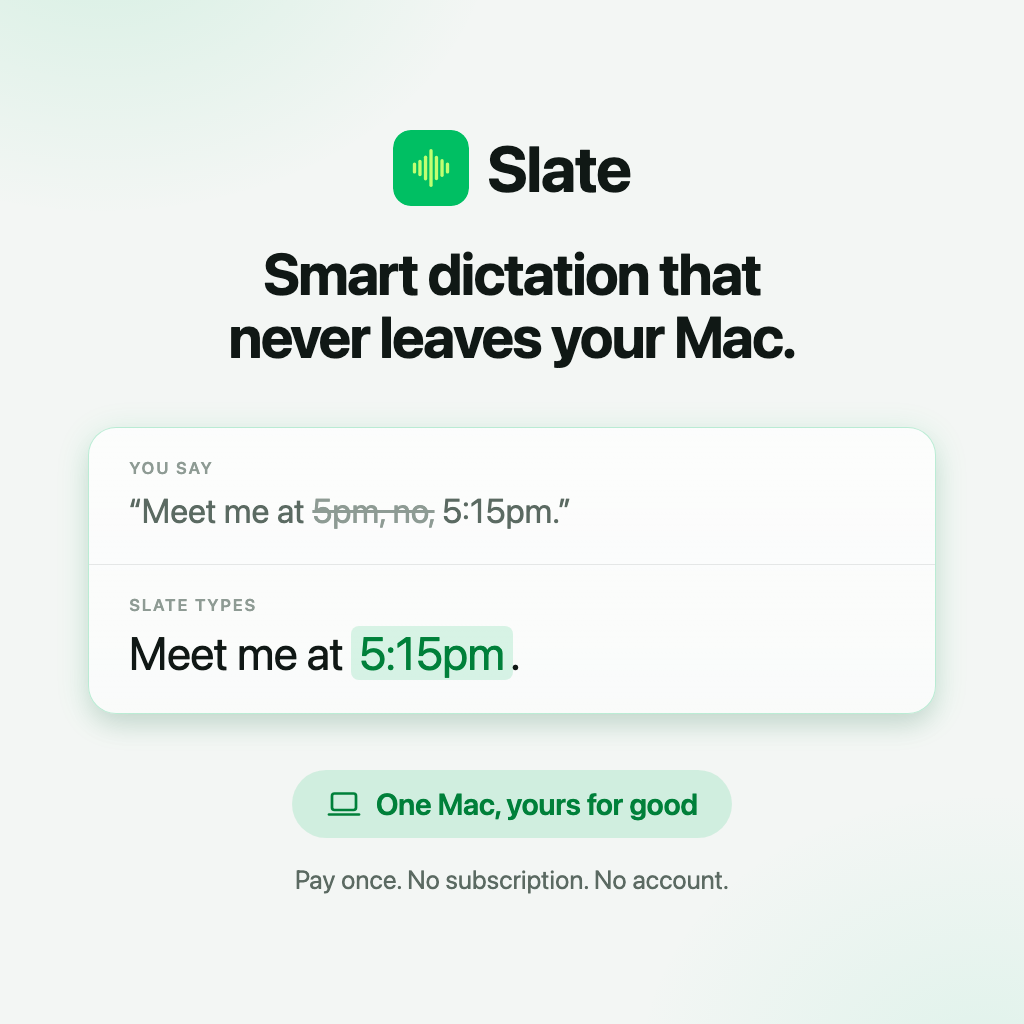 Slate
Smart dictation that
never leaves your Mac.
YOU SAY
“Meet me at 5pm, no, 5:15pm.”
SLATE TYPES
Meet me at 5:15pm.
One Mac, yours for good
Pay once. No subscription. No account.